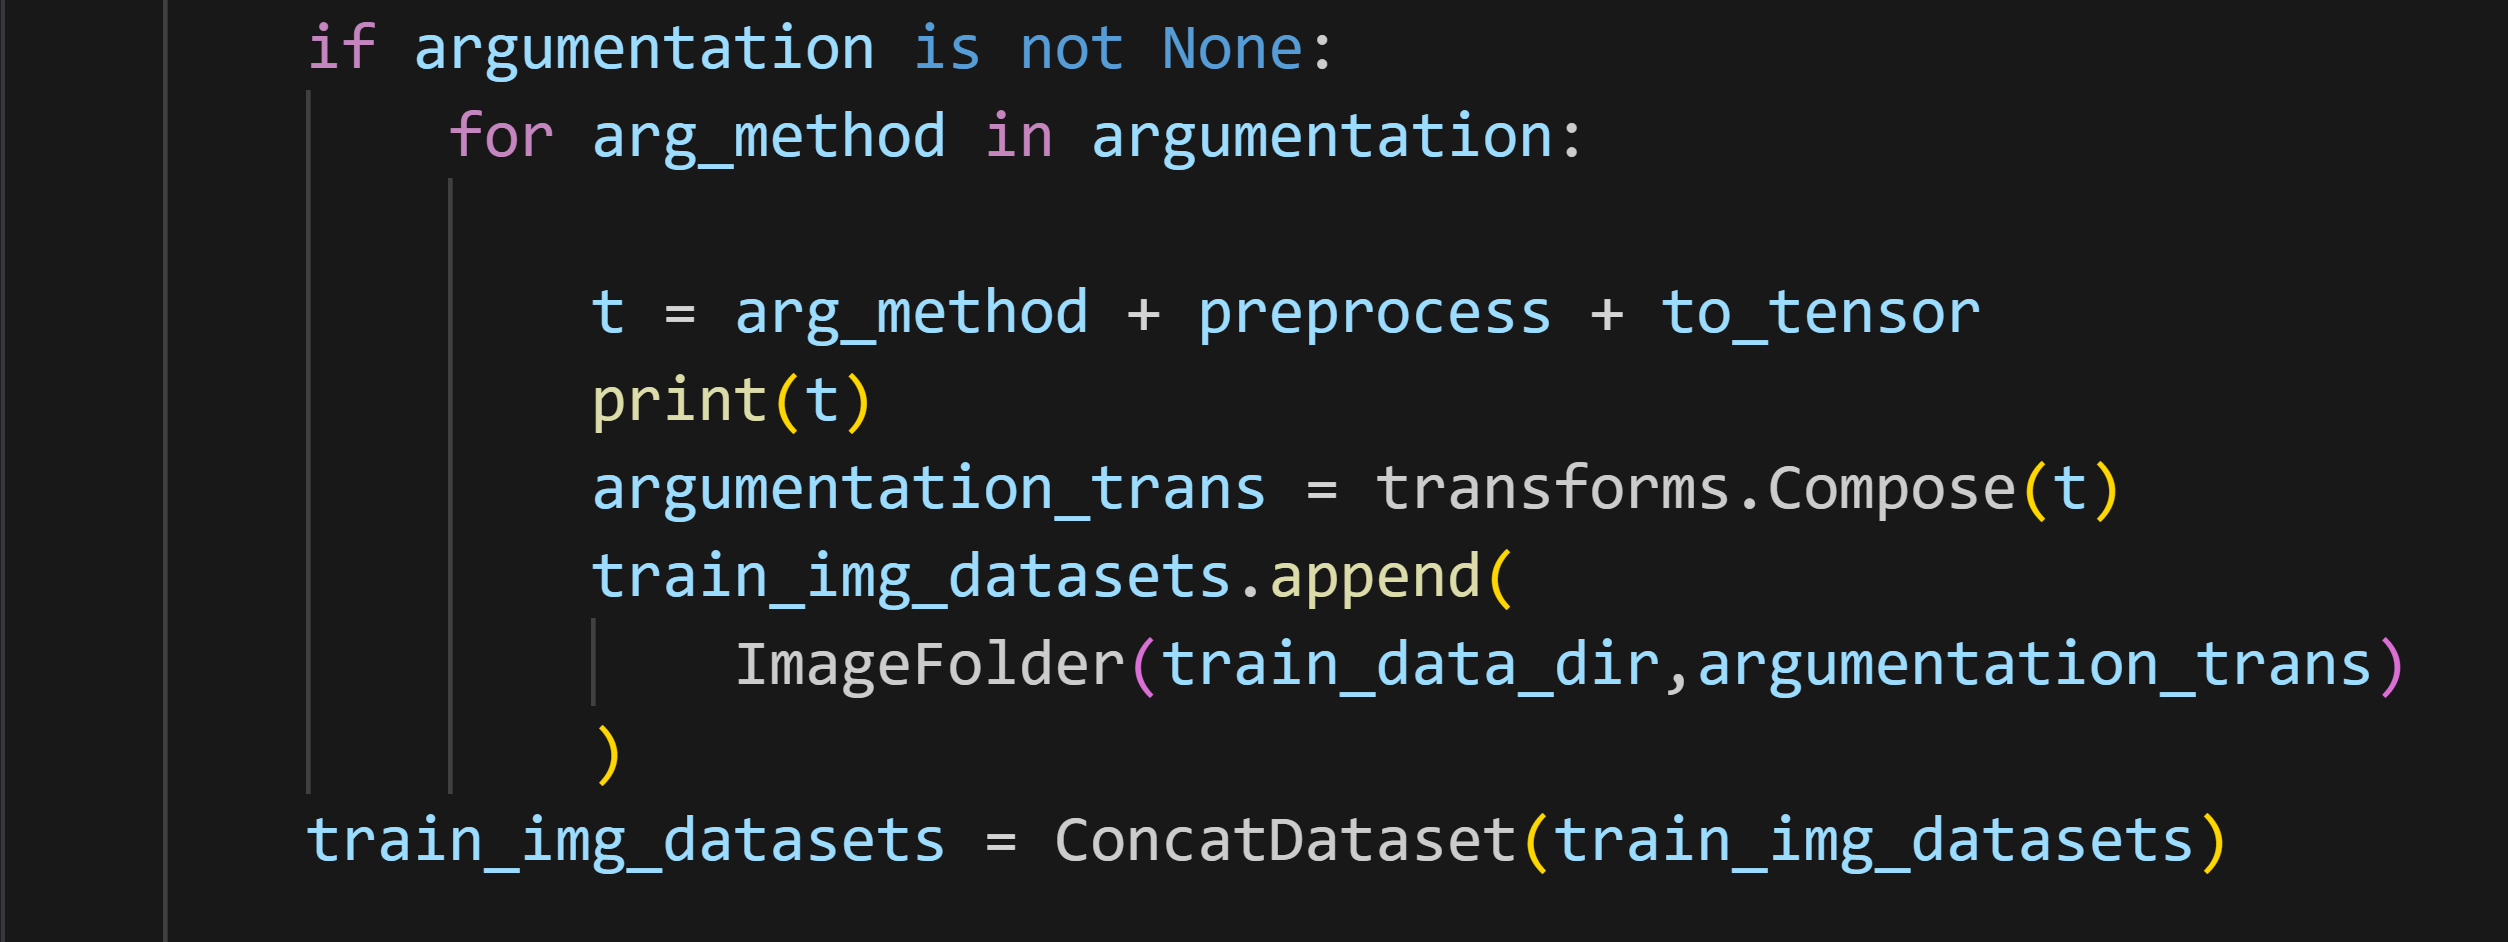 if argumentation is not None:
for arg_method in argumentation:
t = arg_method + preprocess + to_tensor
print(t)
argumentation_trans = transforms.Compose(t)
train_img_datasets.append(
ImageFolder(train_data_dir,argumentation_trans)
)
train_img_datasets = ConcatDataset(train_img_datasets)